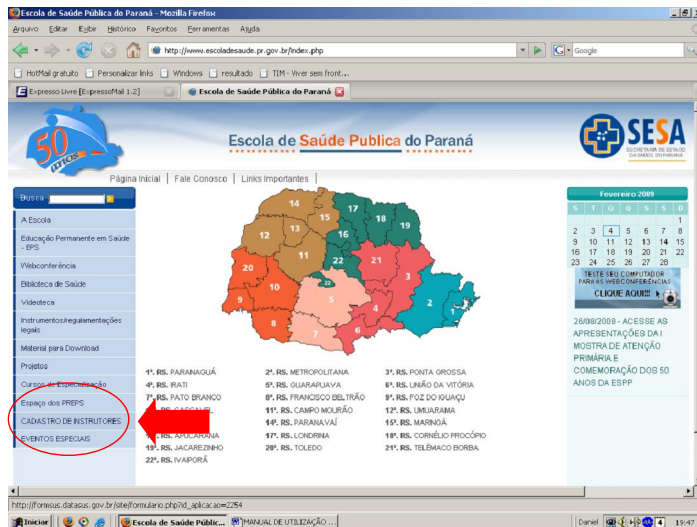 Escola de Saúde Pública do Paraná - Mozilla Firefox
Arquivo Editar Exibir Histórico Favoritos Ferramentas Ajuda
http://www.escoladesaude.pr.gov.br/index.php
Google
HotMail gratuito Personalizar links Windows resultado TIM - Viver sem front...
Expresso Livre [ExpressoMail 1.2]
Escola de Saúde Pública do Paraná
50 anos
Escola de Saúde Publica do Paraná
SESA
SECRETARIA DE ESTADO
DA SAÚDE DO PARANÁ
Página Inicial | Fale Conosco | Links Importantes |
Busca
A Escola
Educação Permanente em Saúde
- EPS
Webconferência
Biblioteca de Saúde
Videoteca
Instrumentos/regulamentações
legais
Material para Download
Projetos
Cursos de Especialização
Espaço dos PREPS
CADASTRO DE INSTRUTORES
EVENTOS ESPECIAIS
14
17
15
18
19
13
12
16
11
22
21
20
3
10
22
9
5
4
2
1
8
7
6
1ª. RS. PARANAGUÁ 2ª. RS. METROPOLITANA 3ª. RS. PONTA GROSSA
4ª. RS. IRATI 5ª. RS. GUARAPUAVA 6ª. RS. UNIÃO DA VITÓRIA
7ª. RS. PATO BRANCO 8ª. RS. FRANCISCO BELTRÃO 9ª. RS. FOZ DO IGUAÇU
RS. CASCAVEL 11ª. RS. CAMPO MOURÃO 12ª. RS. UMUARAMA
14ª. RS. PARANAVAÍ 15ª. RS. MARINGÁ
RS. APUCARANA 17ª. RS. LONDRINA 18ª. RS. CORNÉLIO PROCÓPIO
19ª. RS. JACAREZINHO 20ª. RS. TOLEDO 21ª. RS. TELÊMACO BORBA
22ª. RS. IVAIPORÃ
Fevereiro 2009
S T Q Q S S D
1
2 3 4 5 6 7 8
9 10 11 12 13 14 15
16 17 18 19 20 21 22
23 24 25 26 27 28
TESTE SEU COMPUTADOR
PARA AS WEBCONFERÊNCIAS
CLIQUE AQUI!!!
26/08/2008 - ACESSE AS
APRESENTAÇÕES DA I
MOSTRA DE ATENÇÃO
PRIMÁRIA E
COMEMORAÇÃO DOS 50
ANOS DA ESPP
http://formsus.datasus.gov.br/site/formulario.php?id_aplicacao=2254
Iniciar
Escola de Saúde Públic...
MANUAL DE UTILIZAÇÃO ...
Daniel
4
19:47